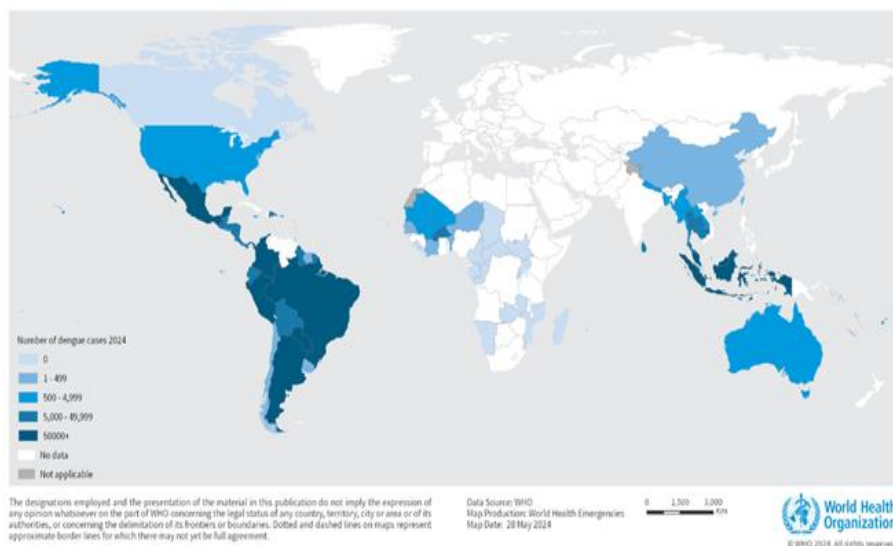 Number of dengue cases 2024
0
1 - 499
500 - 4,999
5,000 - 49,999
50000+
No data
Not applicable
The designations employed and the presentation of the material in this publication do not imply the expression of
any opinion whatsoever on the part of WHO concerning the legal status of any country, territory, city or area or of its
authorities, or concerning the delimitation of its frontiers or boundaries. Dotted and dashed lines on maps represent
approximate border lines for which there may not yet be full agreement.
Data Source: WHO
Map Production: World Health Emergencies
Map Date: 28 May 2024
0 1,500 3,000
Km
World Health
Organization
© WHO 2024. All rights reserved.